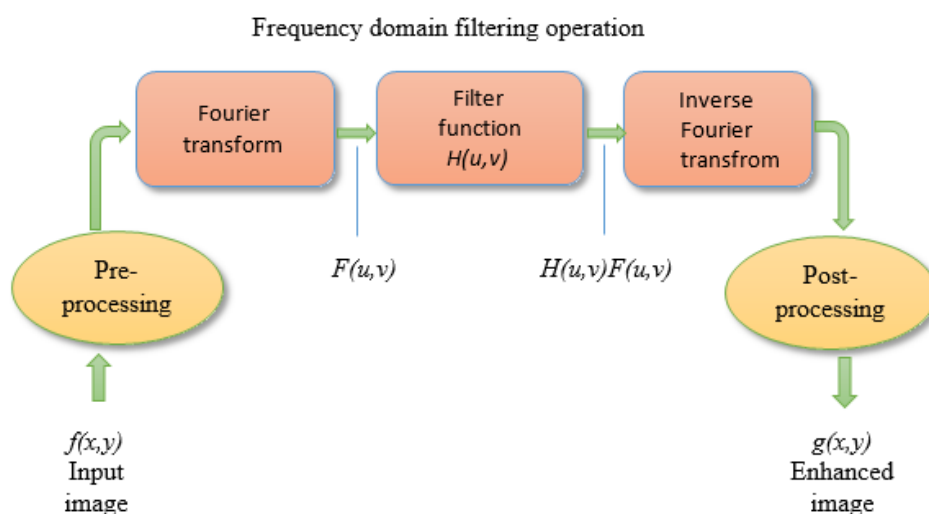 Frequency domain filtering operation
Fourier
transform
Filter
function
H(u,v)
Inverse
Fourier
transfrom
F(u,v)
H(u,v)F(u,v)
Pre-
processing
Post-
processing
f(x,y)
Input
image
g(x,y)
Enhanced
image